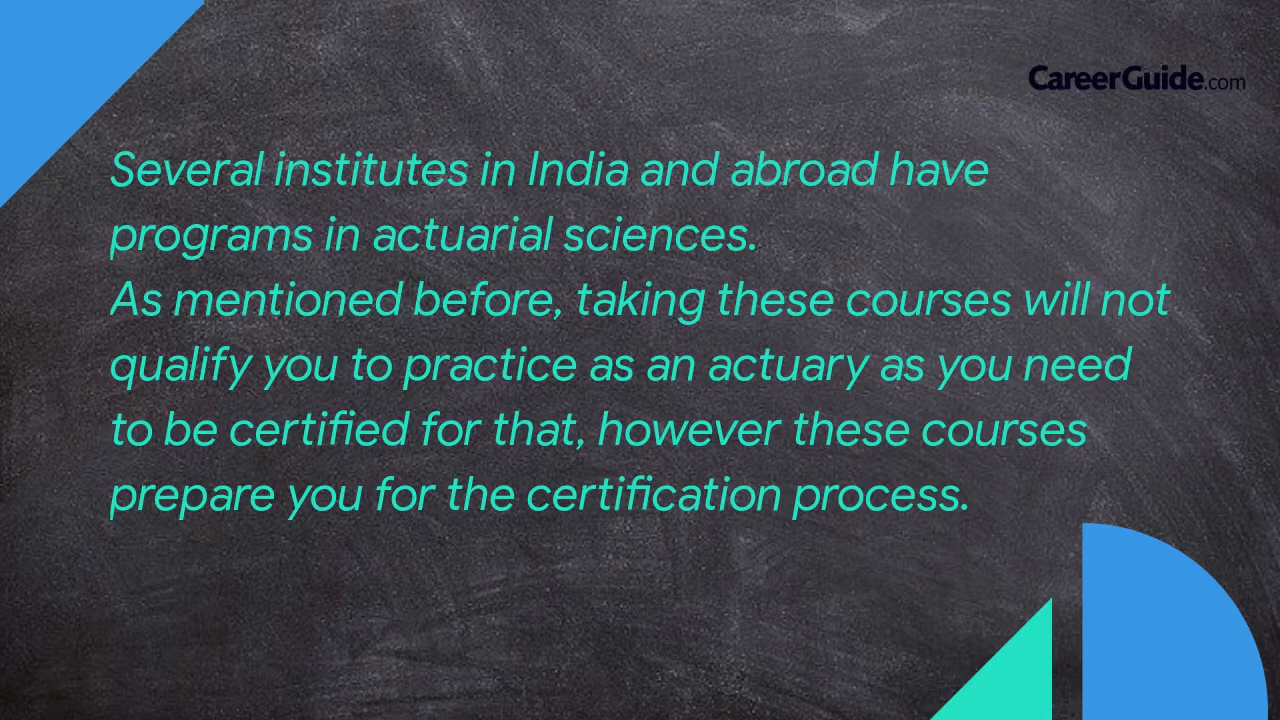 CareerGuide.com
Several institutes in India and abroad have
programs in actuarial sciences.
As mentioned before, taking these courses will not
qualify you to practice as an actuary as you need
to be certified for that, however these courses
prepare you for the certification process.